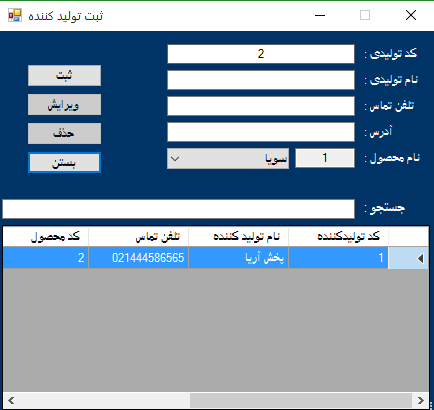 ثبت تولید کننده
کد تولیدی : 2
نام تولیدی :
تلفن تماس :
آدرس :
نام محصول : 1 سویا
ثبت
ویرایش
حذف
بستن
جستجو :
کد تولیدکننده نام تولید کننده تلفن تماس کد محصول
1 پخش آریا 021444586565 2